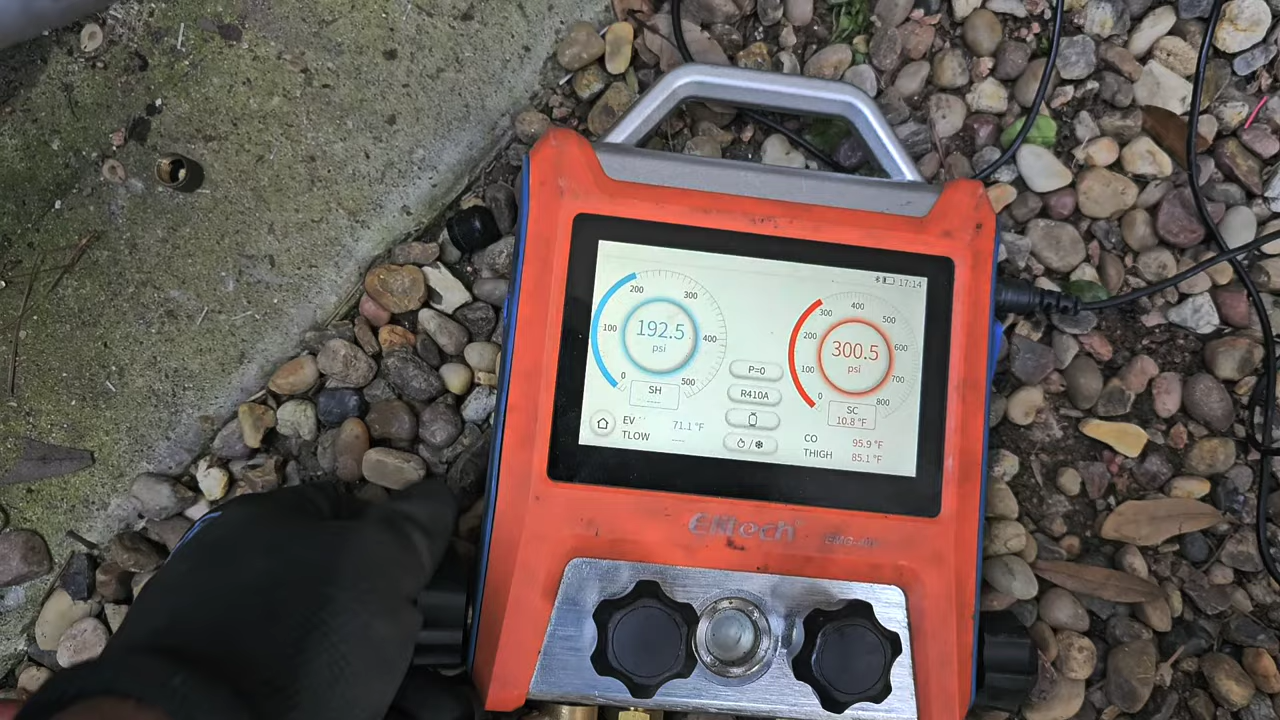 17:14
200
300
100
400
0
500
192.5
psi
SH
EV
71.1 °F
TLOW
P=0
R410A
400
300
500
200
600
100
700
0
800
300.5
psi
SC
10.8 °F
CO
95.9 °F
THIGH
85.1 °F
Elitech